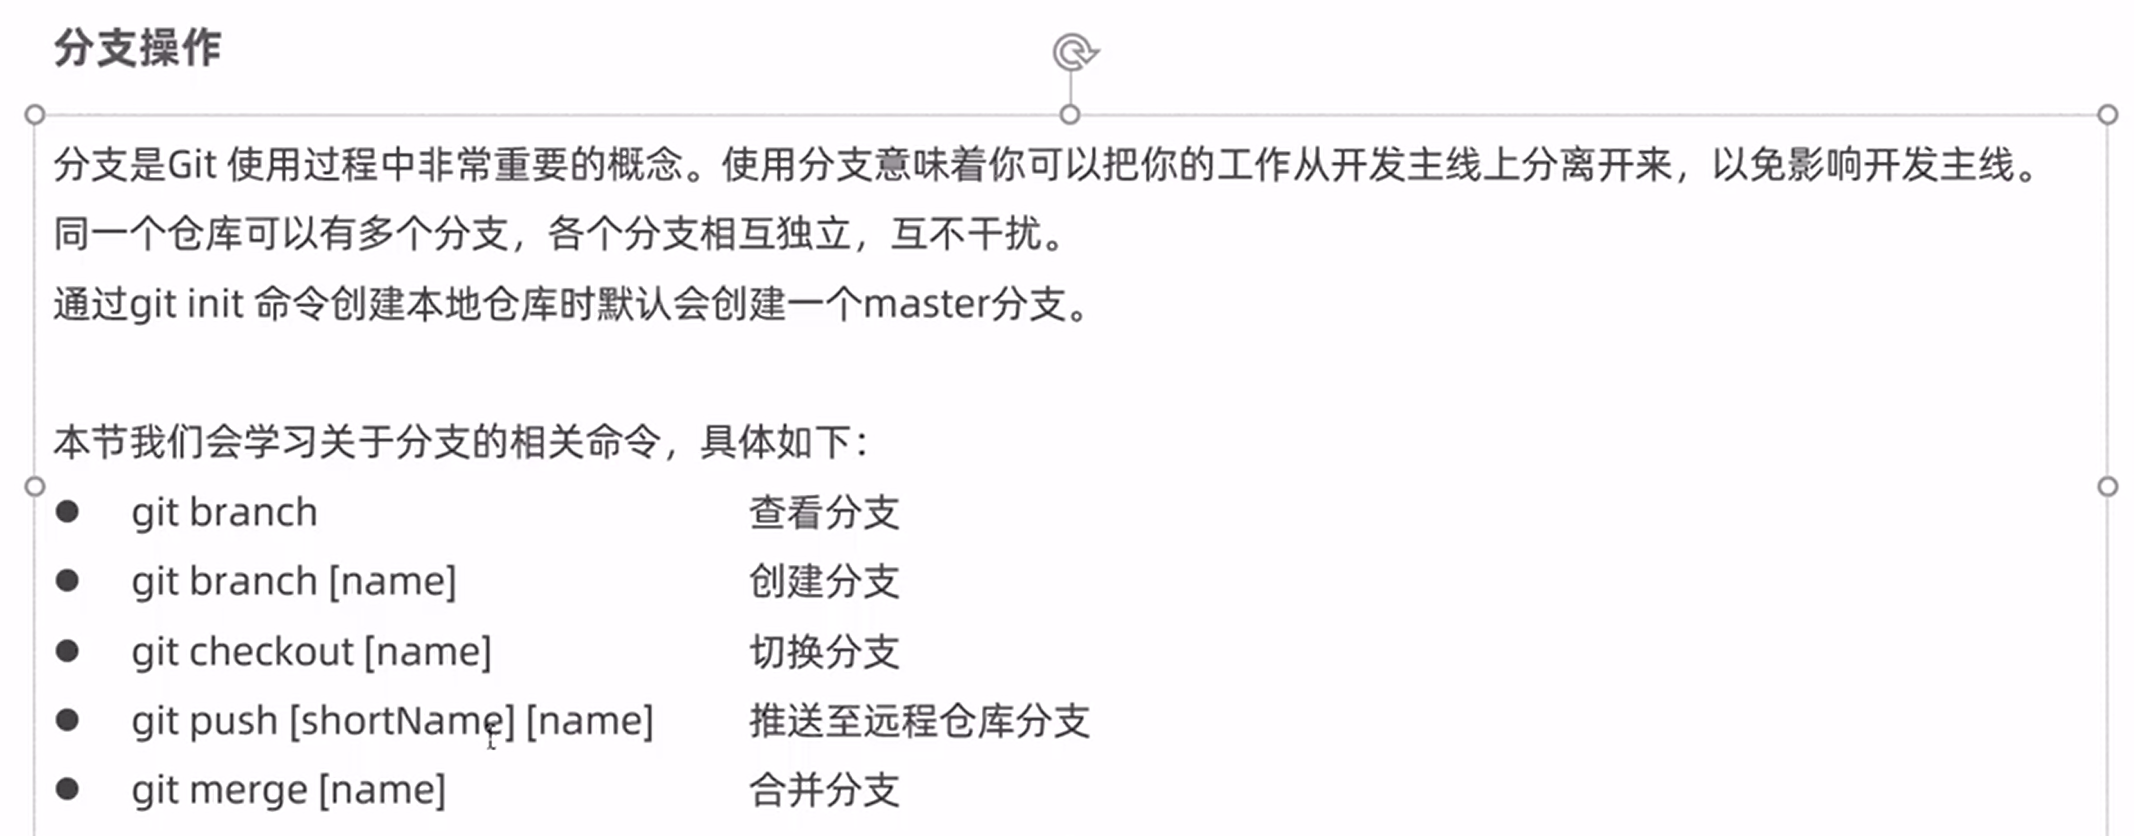 分支操作
分支是Git 使用过程中非常重要的概念。使用分支意味着你可以把你的工作从开发主线上分离开来，以免影响开发主线。
同一个仓库可以有多个分支，各个分支相互独立，互不干扰。
通过git init 命令创建本地仓库时默认会创建一个master分支。
本节我们会学习关于分支的相关命令，具体如下：
● git branch 查看分支
● git branch [name] 创建分支
● git checkout [name] 切换分支
● git push [shortName] [name] 推送至远程仓库分支
● git merge [name] 合并分支